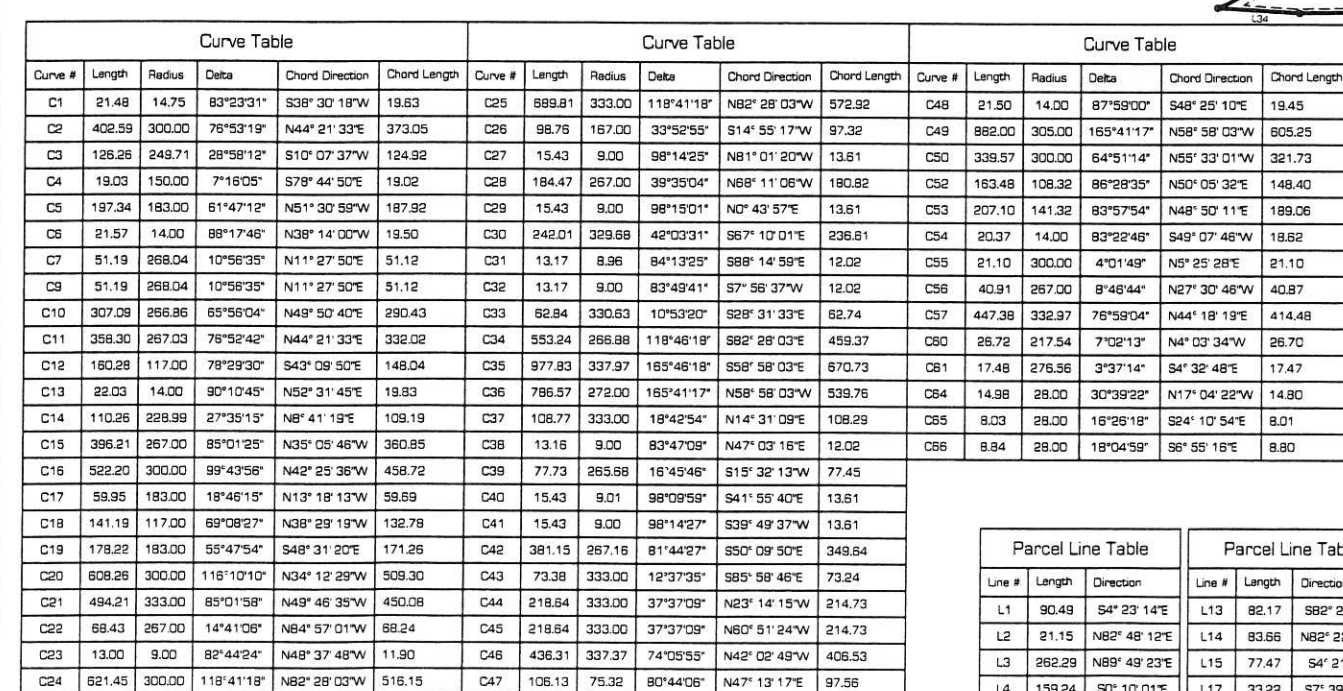 L34
Curve Table
Curve # Length Radius Delta Chord Direction Chord Length
C1 21.48 14.75 83°23'31" S38° 30' 18"W 19.63
C2 402.59 300.00 76°53'19" N44° 21' 33"E 373.05
C3 126.26 249.71 28°58'12" S10° 07' 37"W 124.92
C4 19.03 150.00 7°16'05" S78° 44' 50"E 19.02
C5 197.34 183.00 61°47'12" N51° 30' 59"W 187.92
C6 21.57 14.00 88°17'46" N38° 14' 00"W 19.50
C7 51.19 268.04 10°56'35" N11° 27' 50"E 51.12
C9 51.19 268.04 10°56'35" N11° 27' 50"E 51.12
C10 307.09 266.86 65°56'04" N49° 50' 40"E 290.43
C11 358.30 267.03 76°52'42" N44° 21' 33"E 332.02
C12 160.28 117.00 78°29'30" S43° 09' 50"E 148.04
C13 22.03 14.00 90°10'45" N52° 31' 45"E 19.83
C14 110.26 228.99 27°35'15" N8° 41' 19"E 109.19
C15 396.21 267.00 85°01'25" N35° 05' 46"W 360.85
C16 522.20 300.00 99°43'56" N42° 25' 36"W 458.72
C17 59.95 183.00 18°46'15" N13° 18' 13"W 59.69
C18 141.19 117.00 69°08'27" N38° 29' 19"W 132.78
C19 178.22 183.00 55°47'54" S48° 31' 20"E 171.26
C20 608.26 300.00 116°10'10" N34° 12' 29"W 509.30
C21 494.21 333.00 85°01'58" N49° 46' 35"W 450.08
C22 68.43 267.00 14°41'06" N84° 57' 01"W 68.24
C23 13.00 9.00 82°44'24" N48° 37' 48"W 11.90
C24 621.45 300.00 118°41'18" N82° 28' 03"W 516.15
Curve Table
Curve # Length Radius Delta Chord Direction Chord Length
C25 689.81 333.00 118°41'18" N82° 28' 03"W 572.92
C26 98.76 167.00 33°52'55" S14° 55' 17"W 97.32
C27 15.43 9.00 98°14'25" N81° 01' 20"W 13.61
C28 184.47 267.00 39°35'04" N68° 11' 06"W 180.82
C29 15.43 9.00 98°15'01" N0° 43' 57"E 13.61
C30 242.01 329.68 42°03'31" S67° 10' 01"E 236.61
C31 13.17 8.96 84°13'25" S88° 14' 59"E 12.02
C32 13.17 9.00 83°49'41" S7° 56' 37"W 12.02
C33 62.84 330.63 10°53'20" S28° 31' 33"E 62.74
C34 553.24 266.88 118°46'18" S82° 28' 03"E 459.37
C35 977.83 337.97 165°46'18" S58° 58' 03"E 670.73
C36 786.57 272.00 165°41'17" N58° 58' 03"W 539.76
C37 108.77 333.00 18°42'54" N14° 31' 09"E 108.29
C38 13.16 9.00 83°47'09" N47° 03' 16"E 12.02
C39 77.73 265.68 16°45'46" S15° 32' 13"W 77.45
C40 15.43 9.01 98°09'59" S41° 55' 40"E 13.61
C41 15.43 9.00 98°14'27" S39° 49' 37"W 13.61
C42 381.15 267.16 81°44'27" S50° 09' 50"E 349.64
C43 73.38 333.00 12°37'35" S85° 58' 46"E 73.24
C44 218.64 333.00 37°37'09" N23° 14' 15"W 214.73
C45 218.64 333.00 37°37'09" N60° 51' 24"W 214.73
C46 436.31 337.37 74°05'55" N42° 02' 49"W 406.53
C47 106.13 75.32 80°44'06" N47° 13' 17"E 97.56
Curve Table
Curve # Length Radius Delta Chord Direction Chord Length
C48 21.50 14.00 87°59'00" S48° 25' 10"E 19.45
C49 882.00 305.00 165°41'17" N58° 58' 03"W 605.25
C50 339.57 300.00 64°51'14" N55° 33' 01"W 321.73
C52 163.48 108.32 86°28'35" N50° 05' 32"E 148.40
C53 207.10 141.32 83°57'54" N48° 50' 11"E 189.06
C54 20.37 14.00 83°22'46" S49° 07' 46"W 18.62
C55 21.10 300.00 4°01'49" N5° 25' 28"E 21.10
C56 40.91 267.00 8°46'44" N27° 30' 46"W 40.87
C57 447.38 332.97 76°59'04" N44° 18' 19"E 414.48
C60 26.72 217.54 7°02'13" N4° 03' 34"W 26.70
C61 17.48 276.56 3°37'14" S4° 32' 48"E 17.47
C64 14.98 28.00 30°39'22" N17° 04' 22"W 14.80
C65 8.03 28.00 16°26'18" S24° 10' 54"E 8.01
C66 8.84 28.00 18°04'59" S6° 55' 16"E 8.80
Parcel Line Table
Line # Length Direction
L1 90.49 S4° 23' 14"E
L2 21.15 N82° 48' 12"E
L3 262.29 N89° 49' 23"E
L4 159.24 S0° 10' 01"E
Parcel Line Tab
Line # Length Directio
L13 82.17 S82° 2
L14 83.66 N82° 2
L15 77.47 S4° 2
L17 33.22 S75° 39